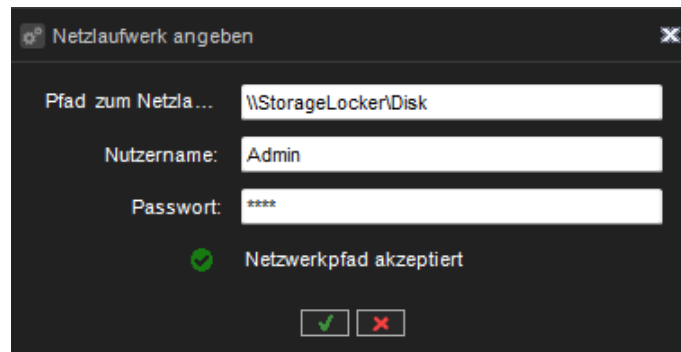 Netzlaufwerk angeben
Pfad zum Netzla... \\StorageLocker\Disk
Nutzername: Admin
Passwort: ****
Netzwerkpfad akzeptiert